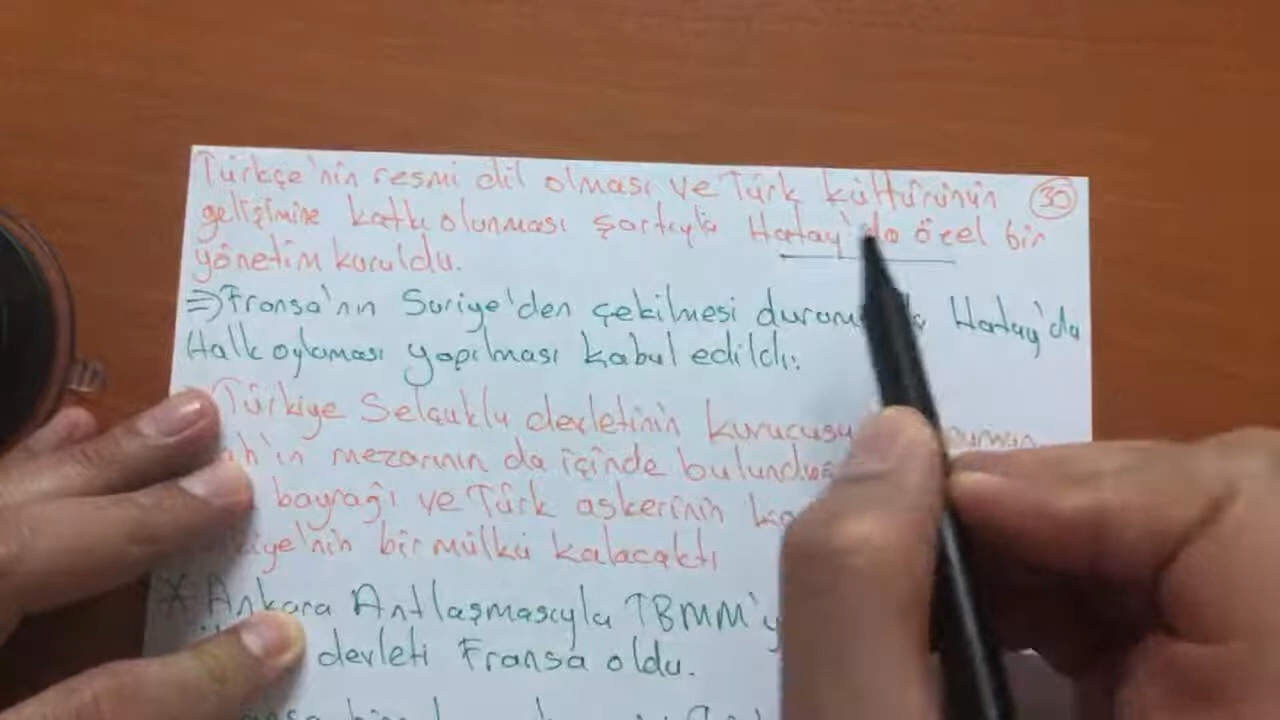 Türkçe'nin resmi dil olması ve Türk kültürünün 30
gelişimine katkı olunması şartıyla Hatay'da özel bir
yönetim kuruldu.
⇒ Fransa'nın Suriye'den çekilmesi Hatay'da
Halk oylaması yapılması kabul edildi.
Türkiye Selçuklu devletinin kurucusu
mezarının da içinde
bayrağı ve Türk askerinin
bir mülkü kalacaktı
* Ankara Antlaşmasıyla TBMM'y
devleti Fransa oldu.